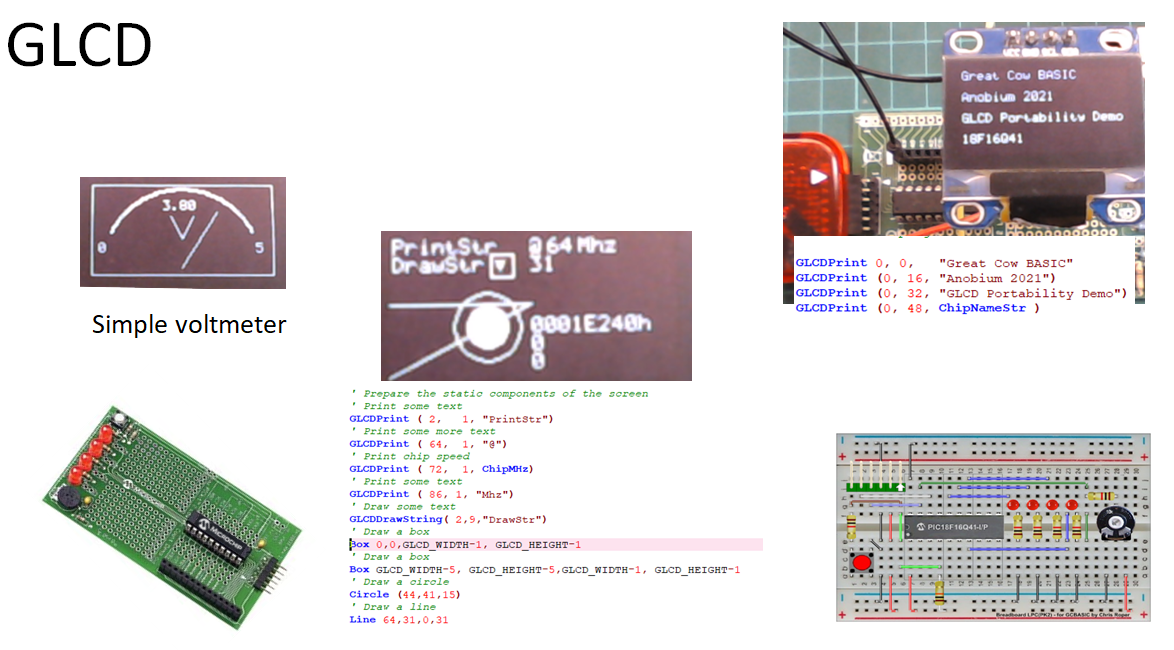 GLCD
VCC GND SCL SDA
Great Cow BASIC
Anobium 2021
GLCD Portability Demo
18F16Q41
GLCDPrint 0, 0,   "Great Cow BASIC"
GLCDPrint (0, 16, "Anobium 2021")
GLCDPrint (0, 32, "GLCD Portability Demo")
GLCDPrint (0, 48, ChipNameStr )
3.80
V
0
5
Simple voltmeter
PrintStr @64Mhz
DrawStr 31
0001E240h
0
0
' Prepare the static components of the screen
' Print some text
GLCDPrint ( 2,   1, "PrintStr")
' Print some more text
GLCDPrint ( 64,  1, "@")
' Print chip speed
GLCDPrint ( 72,  1, ChipMHz)
' Print some text
GLCDPrint ( 86, 1, "Mhz")
' Draw some text
GLCDDrawString( 2,9,"DrawStr")
' Draw a box
Box 0,0,GLCD_WIDTH-1, GLCD_HEIGHT-1
' Draw a box
Box GLCD_WIDTH-5, GLCD_HEIGHT-5,GLCD_WIDTH-1, GLCD_HEIGHT-1
' Draw a circle
Circle (44,41,15)
' Draw a line
Line 64,31,0,31
MICROCHIP
PIC18F16Q41-I/P
Breadboard LPC(PK2) - for GCBASIC by Chris Roper